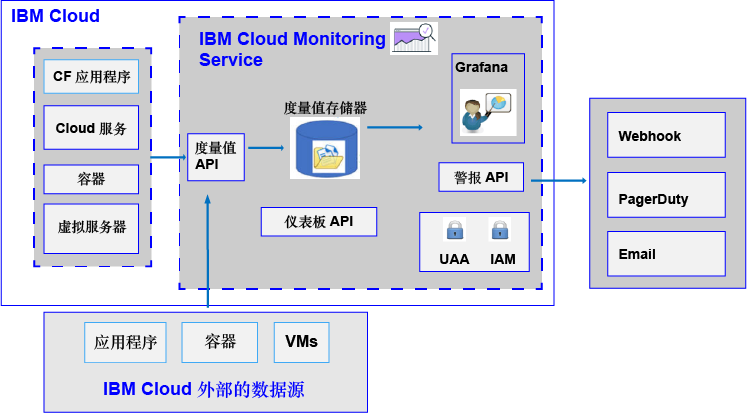 IBM Cloud
CF 应用程序
Cloud 服务
容器
虚拟服务器
IBM Cloud Monitoring
Service
度量值
API
度量值存储器
Grafana
仪表板 API
警报 API
UAA
IAM
Webhook
PagerDuty
Email
应用程序
容器
VMs
IBM Cloud 外部的数据源